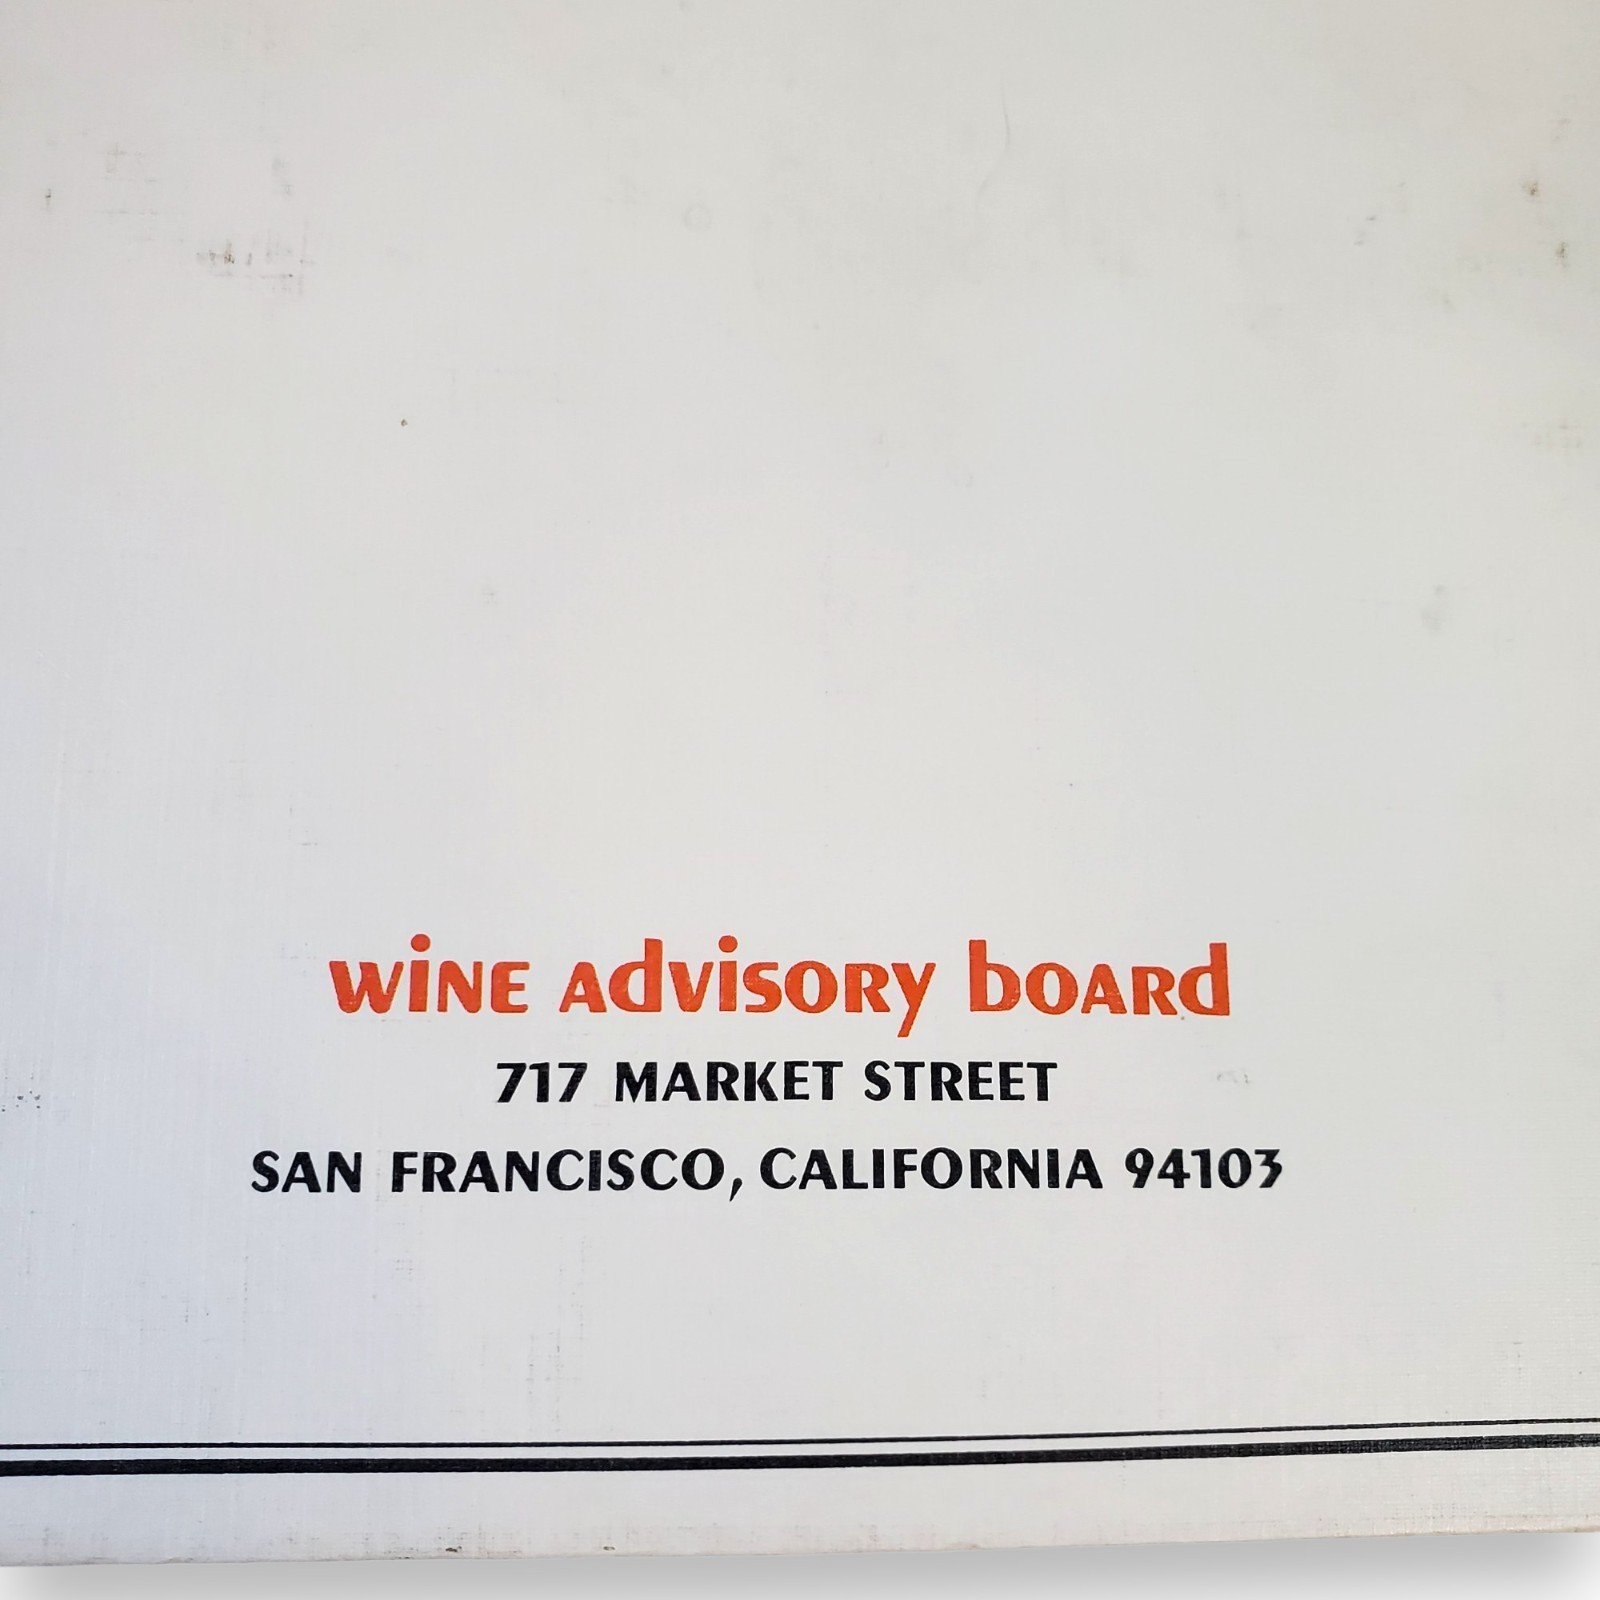 WINE ADVISORY BOARD
717 MARKET STREET
SAN FRANCISCO, CALIFORNIA 94103